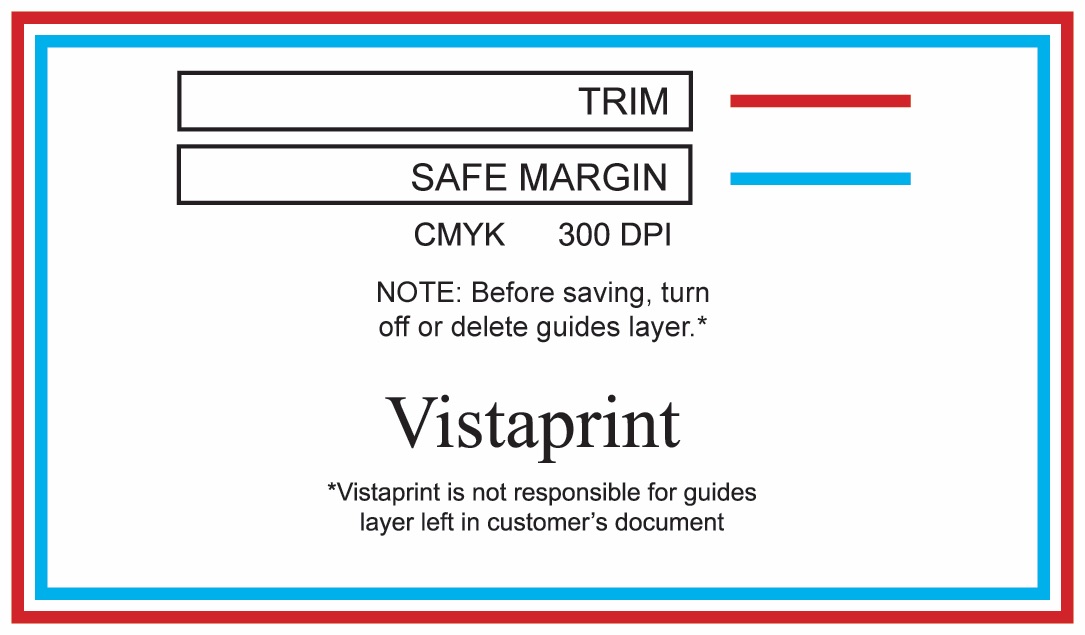 TRIM
SAFE MARGIN
CMYK 300 DPI
NOTE: Before saving, turn
off or delete guides layer.*
Vistaprint
*Vistaprint is not responsible for guides
layer left in customer’s document